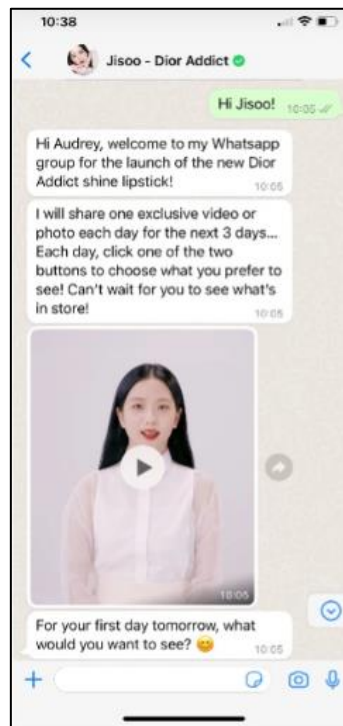 10:38
Jisoo - Dior Addict
Hi Jisoo! 10:05
Hi Audrey, welcome to my Whatsapp
group for the launch of the new Dior
Addict shine lipstick!
10:05
I will share one exclusive video or
photo each day for the next 3 days...
Each day, click one of the two
buttons to choose what you prefer to
see! Can't wait for you to see what's
in store!
10:05
10:05
For your first day tomorrow, what
would you want to see? 😊
10:05